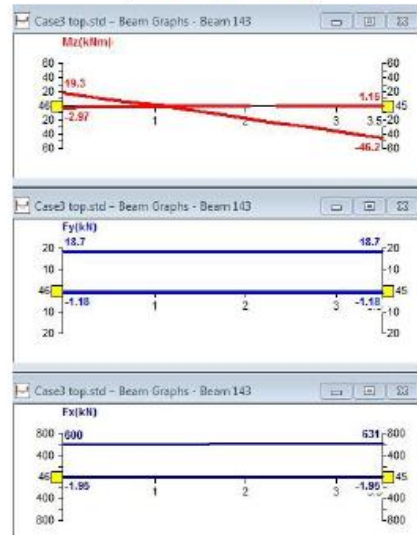 Case3 top.std – Beam Graphs - Beam 143
Mz(kNm)
60 60
40 40
20 19.3 1.15 20
46 45
20 -2.97 1 2 3 3.5 20
40 40
60 -46.2 60
Case3 top.std – Beam Graphs - Beam 143
Fy(kN)
20 18.7 18.7 20
10 10
46 45
-1.18 1 2 3 -1.18
10 10
20 20
Case3 top.std – Beam Graphs - Beam 143
Fx(kN)
800 600 631 800
400 400
46 45
-1.95 1 2 3 -1.95
400 400
800 800